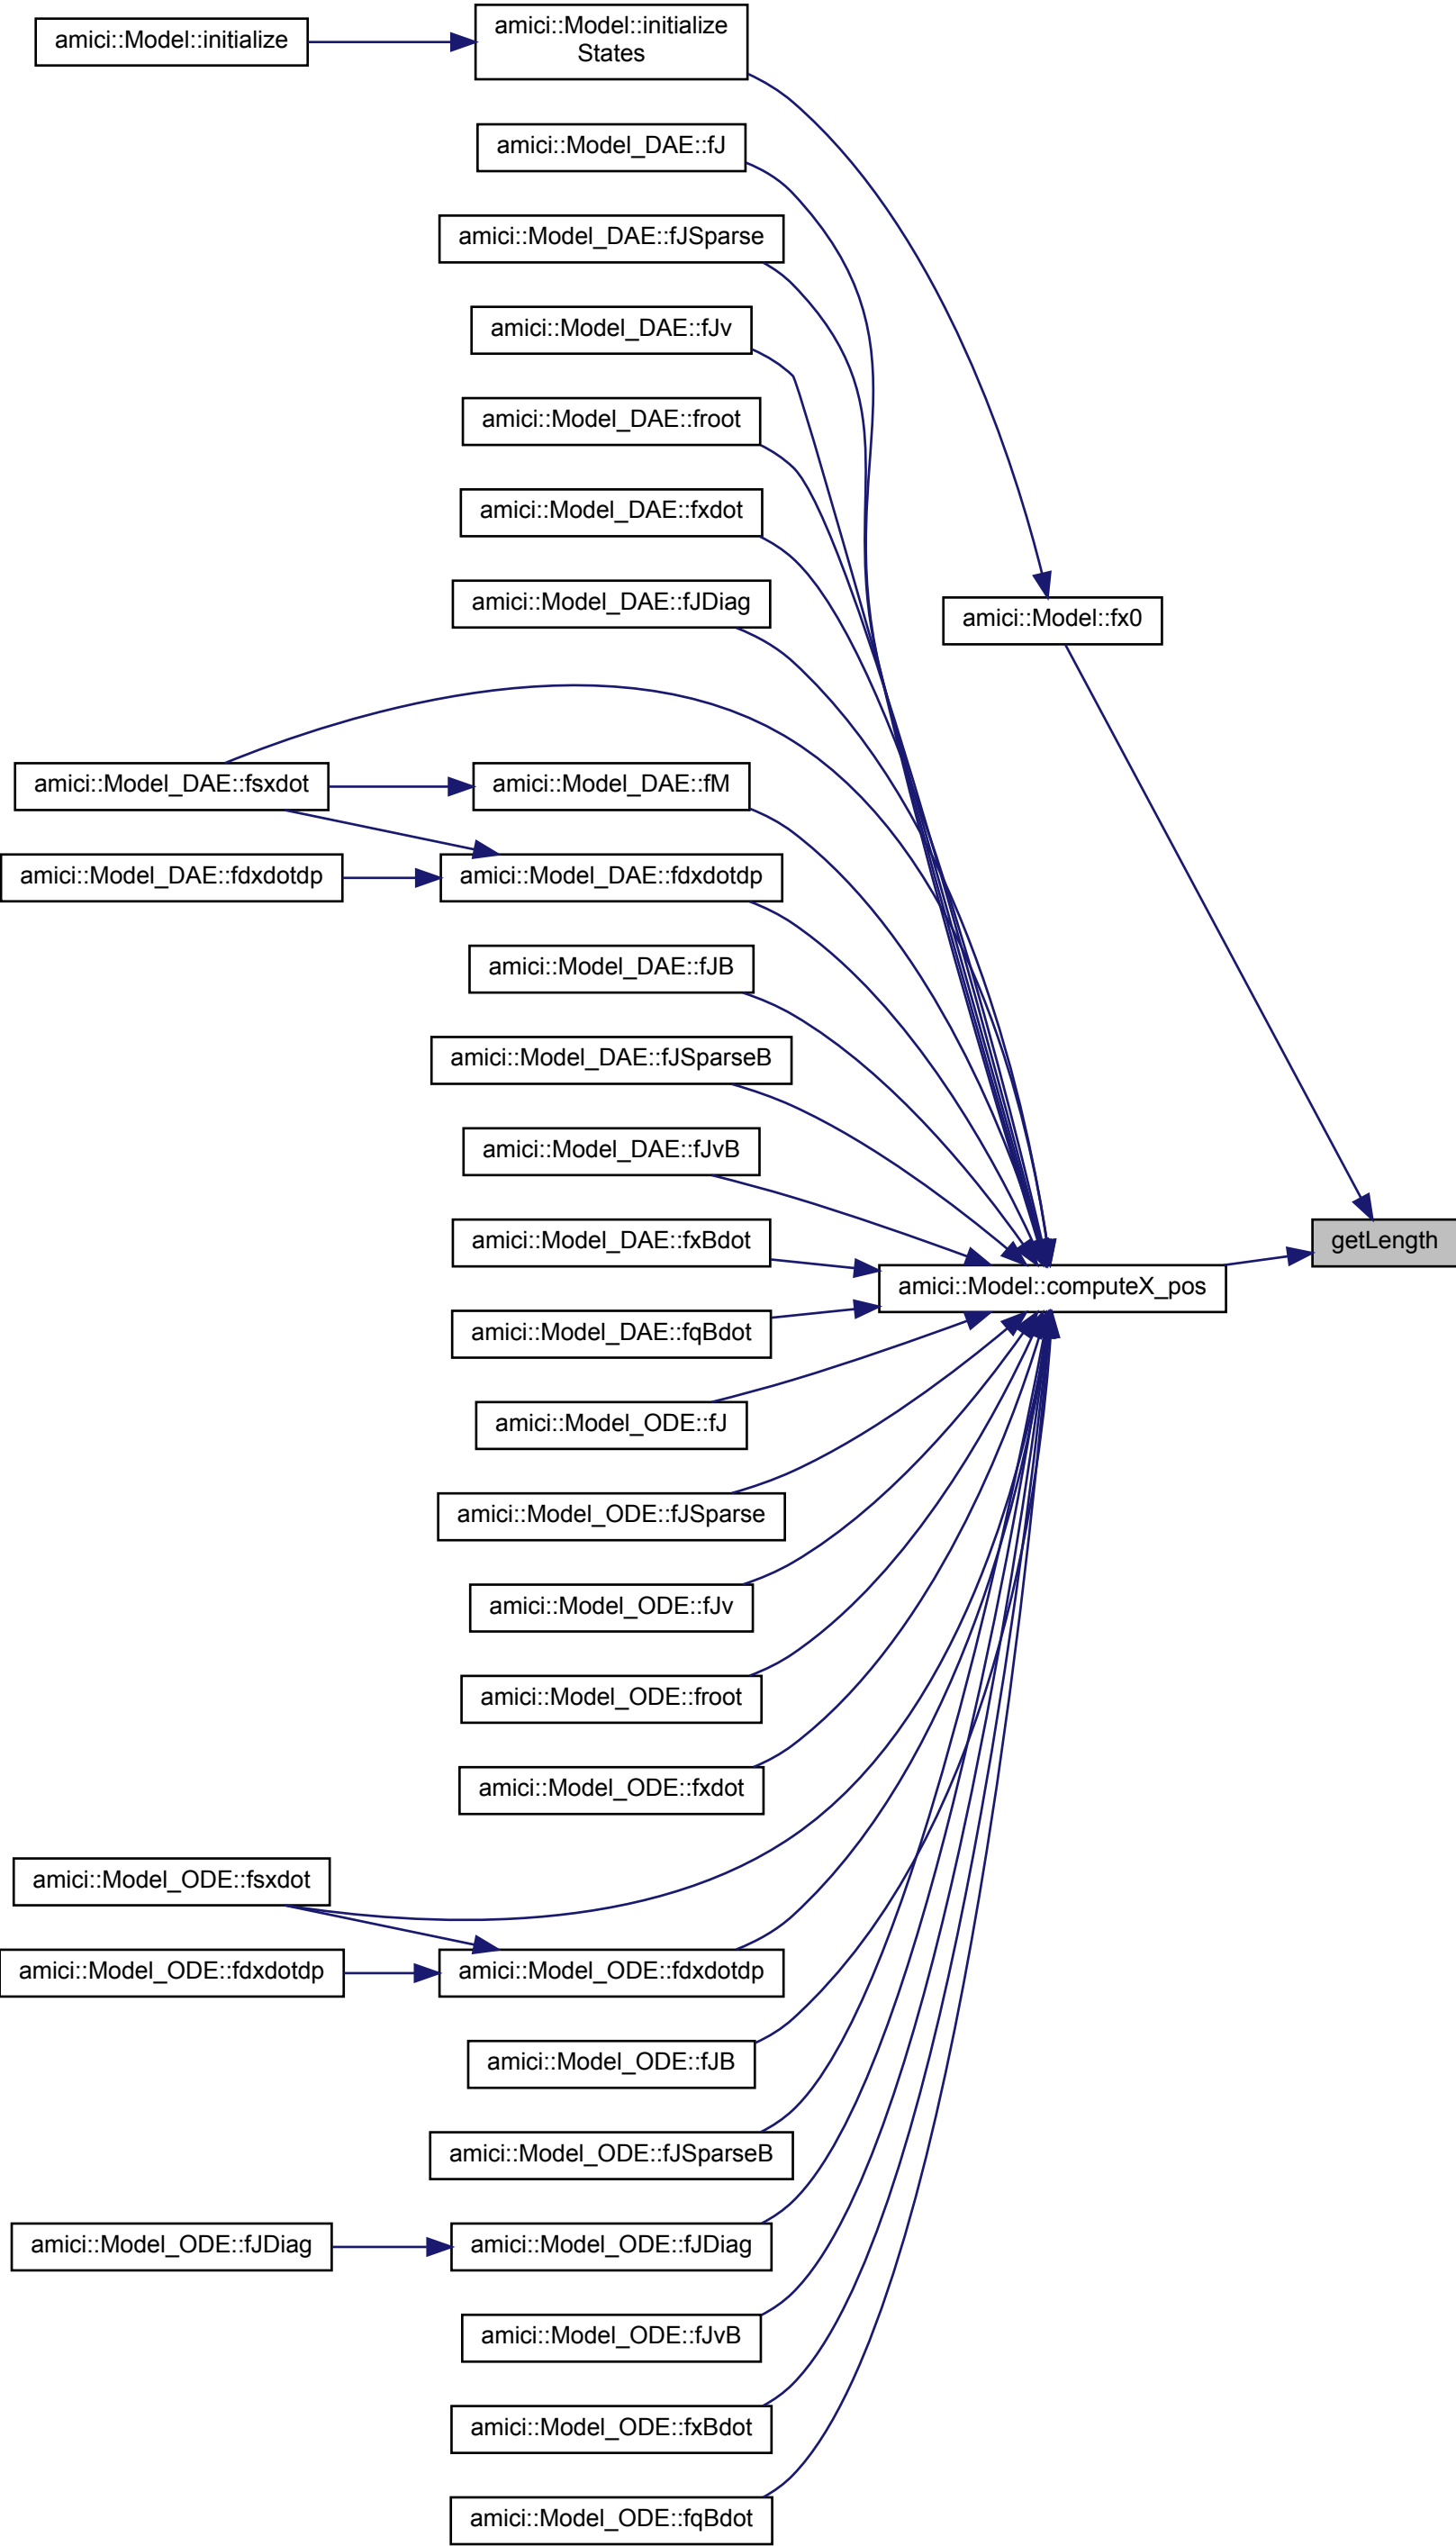 amici::Model::initialize
amici::Model::initialize
States
amici::Model_DAE::fJ
amici::Model_DAE::fJSparse
amici::Model_DAE::fJv
amici::Model_DAE::froot
amici::Model_DAE::fxdot
amici::Model_DAE::fJDiag
amici::Model::fx0
amici::Model_DAE::fsxdot
amici::Model_DAE::fM
amici::Model_DAE::fdxdotdp
amici::Model_DAE::fdxdotdp
amici::Model_DAE::fJB
amici::Model_DAE::fJSparseB
amici::Model_DAE::fJvB
amici::Model_DAE::fxBdot
getLength
amici::Model::computeX_pos
amici::Model_DAE::fqBdot
amici::Model_ODE::fJ
amici::Model_ODE::fJSparse
amici::Model_ODE::fJv
amici::Model_ODE::froot
amici::Model_ODE::fxdot
amici::Model_ODE::fsxdot
amici::Model_ODE::fdxdotdp
amici::Model_ODE::fdxdotdp
amici::Model_ODE::fJB
amici::Model_ODE::fJSparseB
amici::Model_ODE::fJDiag
amici::Model_ODE::fJDiag
amici::Model_ODE::fJvB
amici::Model_ODE::fxBdot
amici::Model_ODE::fqBdot